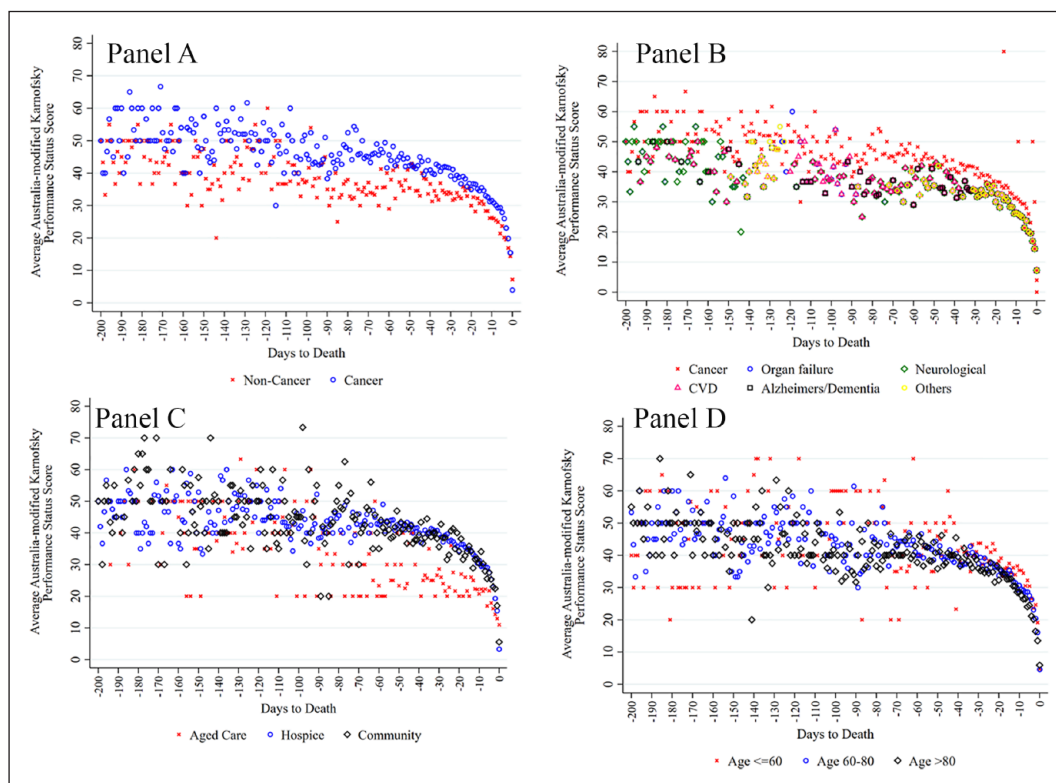 Panel A
Average Australia-modified Karnofsky
Performance Status Score
80
70
60
50
40
30
20
10
0
-200 -190 -180 -170 -160 -150 -140 -130 -120 -110 -100 -90 -80 -70 -60 -50 -40 -30 -20 -10 0
Days to Death
Non-Cancer Cancer
Panel B
Average Australia-modified Karnofsky
Performance Status Score
80
70
60
50
40
30
20
10
0
-200 -190 -180 -170 -160 -150 -140 -130 -120 -110 -100 -90 -80 -70 -60 -50 -40 -30 -20 -10 0
Days to Death
Cancer Organ failure Neurological
CVD Alzheimers/Dementia Others
Panel C
Average Australia-modified Karnofsky
Performance Status Score
80
70
60
50
40
30
20
10
0
-200 -190 -180 -170 -160 -150 -140 -130 -120 -110 -100 -90 -80 -70 -60 -50 -40 -30 -20 -10 0
Days to Death
Aged Care Hospice Community
Panel D
Average Australia-modified Karnofsky
Performance Status Score
80
70
60
50
40
30
20
10
0
-200 -190 -180 -170 -160 -150 -140 -130 -120 -110 -100 -90 -80 -70 -60 -50 -40 -30 -20 -10 0
Days to Death
Age <=60 Age 60-80 Age >80